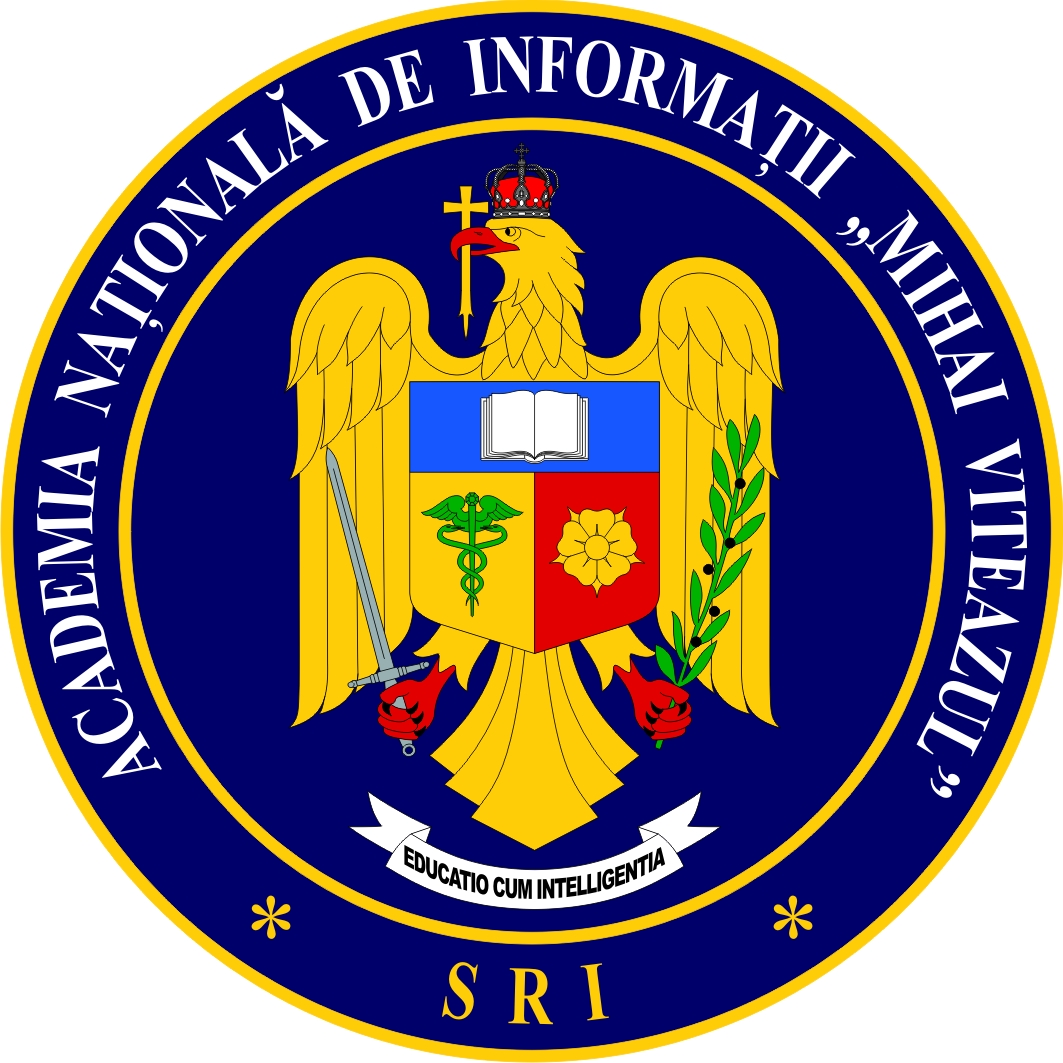 ACADEMIA NAȚIONALĂ DE INFORMAȚII „MIHAI VITEAZUL”
EDUCATIO CUM INTELLIGENTIA
* SRI *